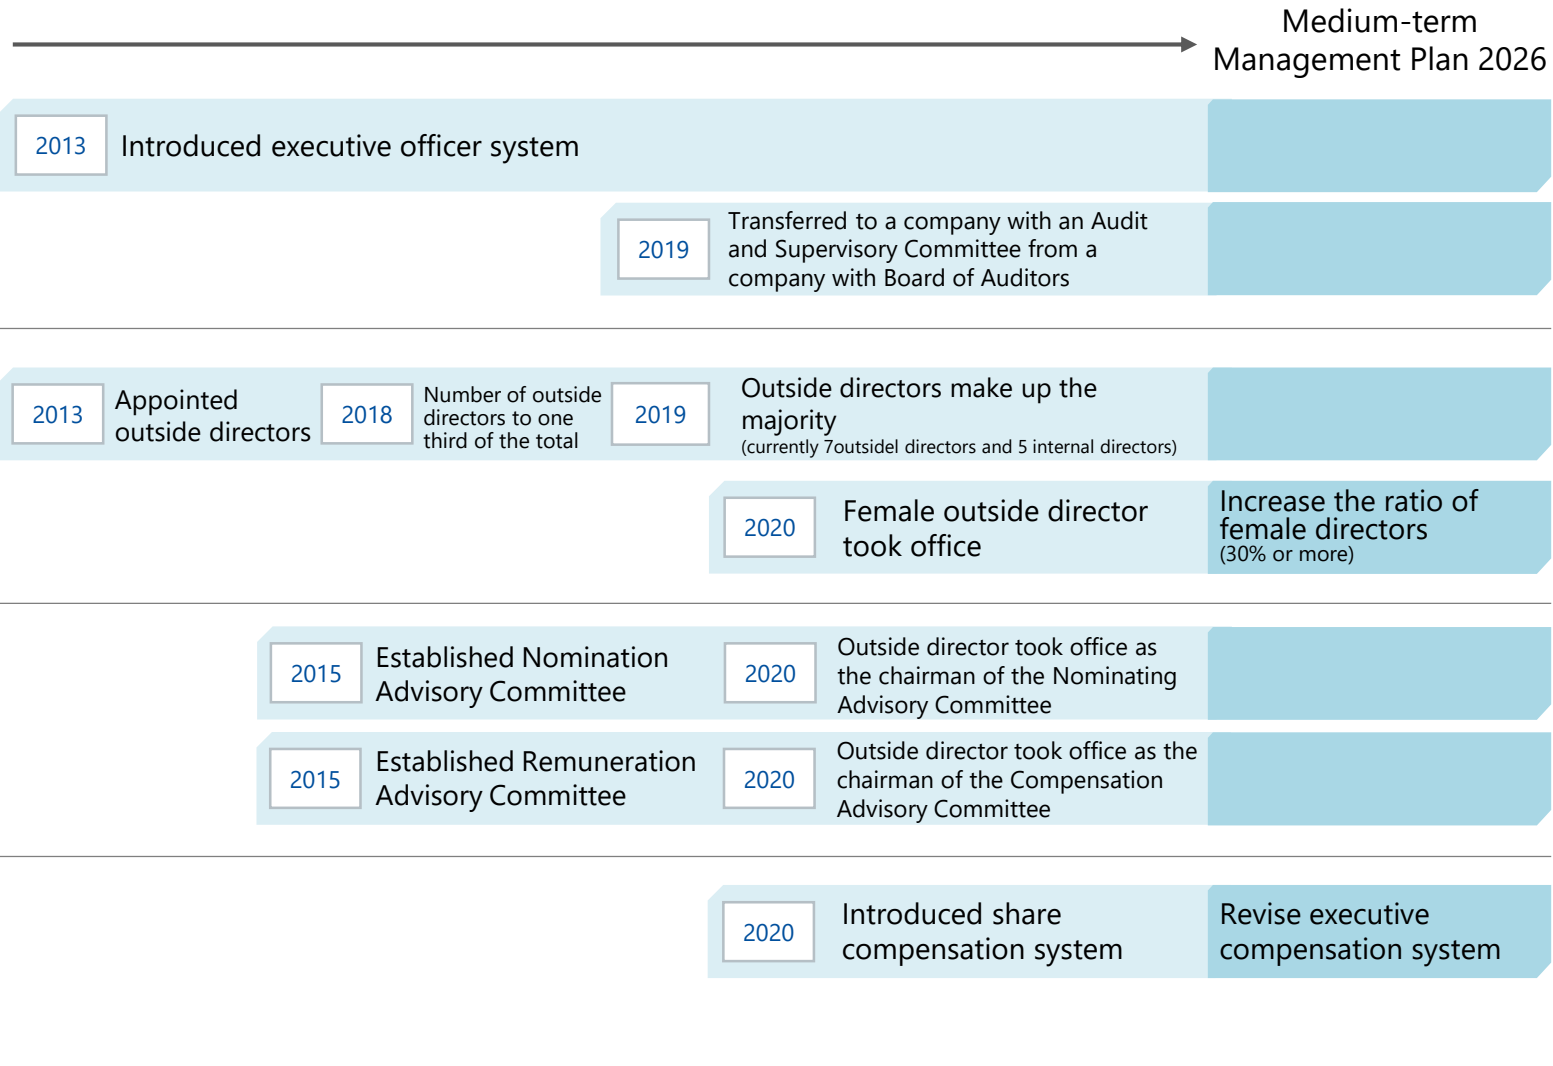 Medium-term
Management Plan 2026
2013
Introduced executive officer system
2019
Transferred to a company with an Audit
and Supervisory Committee from a
company with Board of Auditors
2013
Appointed
outside directors
2018
Number of outside
directors to one
third of the total
2019
Outside directors make up the
majority
(currently 7outsidel directors and 5 internal directors)
2020
Female outside director
took office
Increase the ratio of
female directors
(30% or more)
2015
Established Nomination
Advisory Committee
2020
Outside director took office as
the chairman of the Nominating
Advisory Committee
2015
Established Remuneration
Advisory Committee
2020
Outside director took office as the
chairman of the Compensation
Advisory Committee
2020
Introduced share
compensation system
Revise executive
compensation system